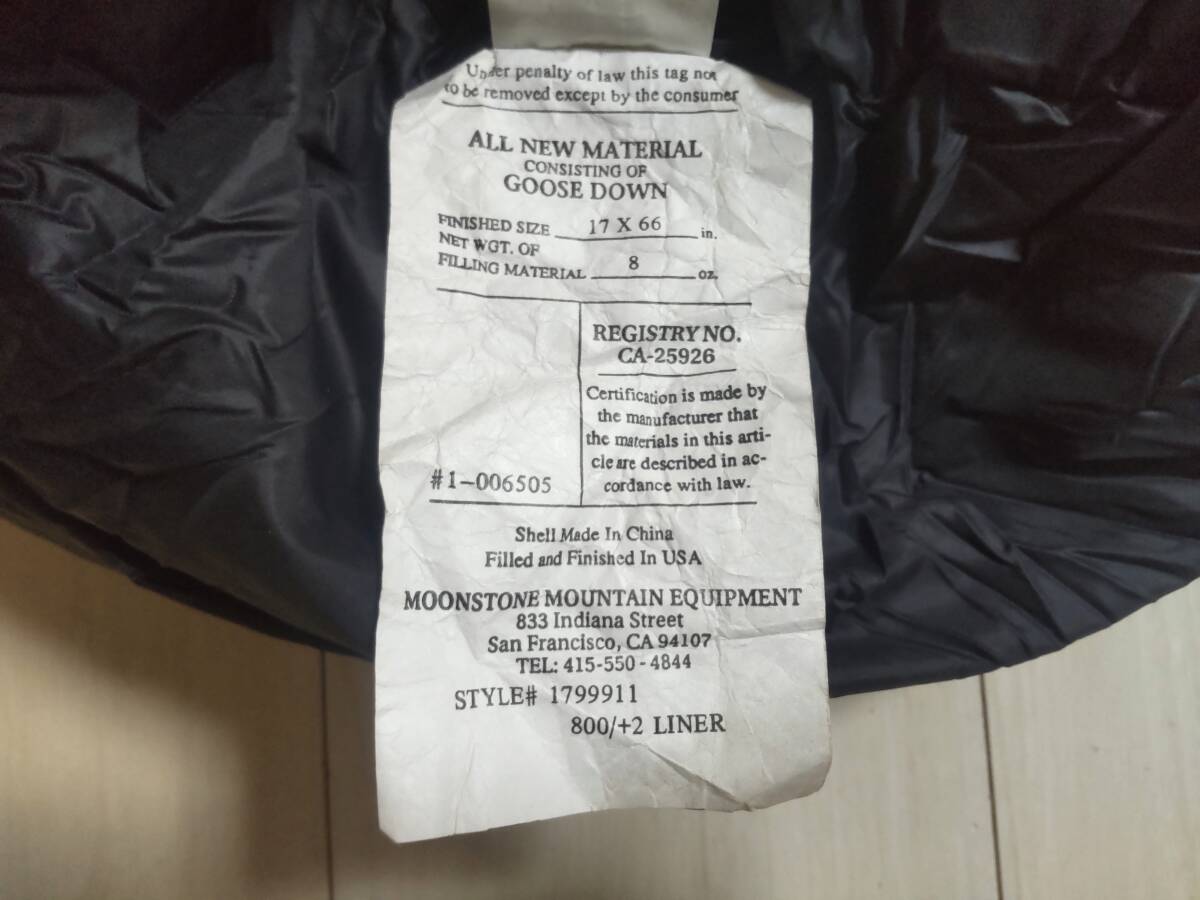 Under penalty of law this tag not
to be removed except by the consumer
ALL NEW MATERIAL
CONSISTING OF
GOOSE DOWN
FINISHED SIZE 17 X 66 in.
NET WGT. OF
FILLING MATERIAL 8 oz.
REGISTRY NO.
CA-25926
Certification is made by
the manufacturer that
the materials in this arti-
cle are described in ac-
cordance with law.
#1-006505
Shell Made In China
Filled and Finished In USA
MOONSTONE MOUNTAIN EQUIPMENT
833 Indiana Street
San Francisco, CA 94107
TEL: 415-550-4844
STYLE# 1799911
800/+2 LINER